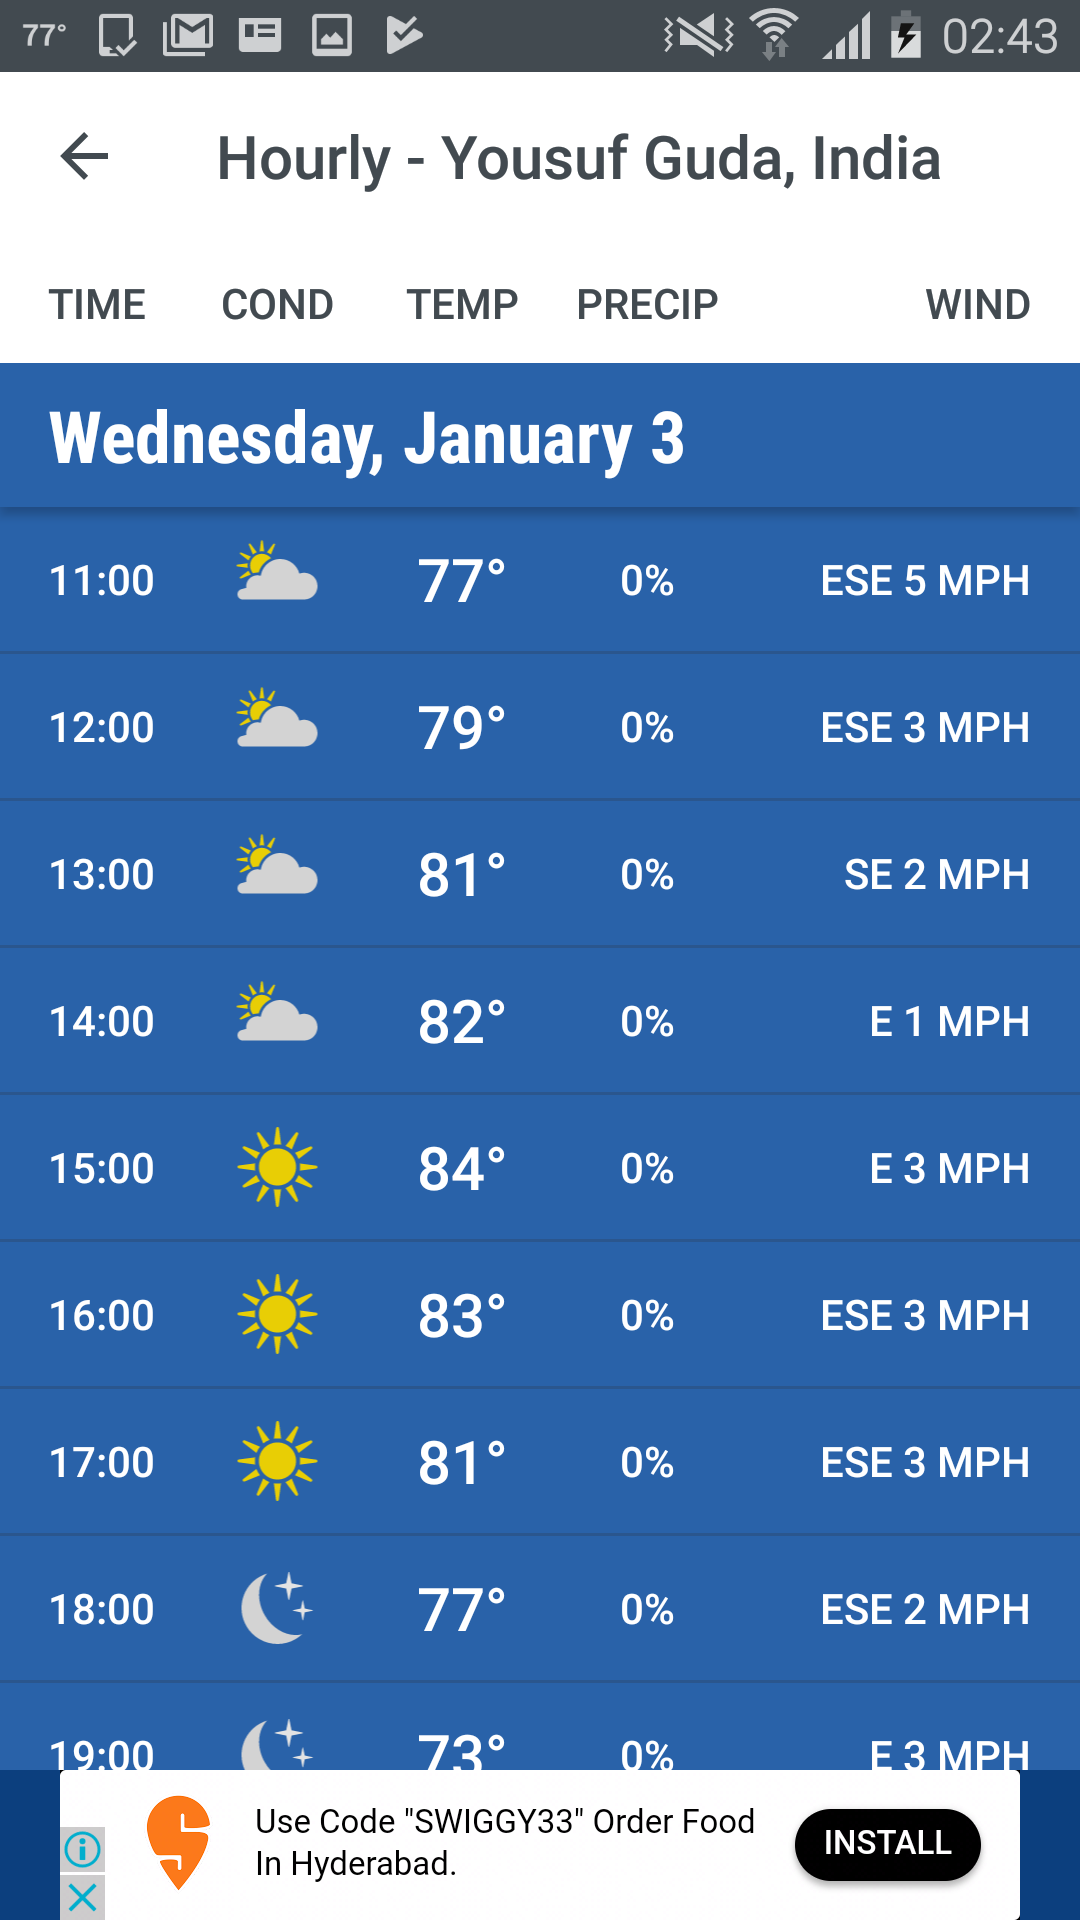 77° 02:43
Hourly - Yousuf Guda, India
TIME COND TEMP PRECIP WIND
Wednesday, January 3
11:00 77° 0% ESE 5 MPH
12:00 79° 0% ESE 3 MPH
13:00 81° 0% SE 2 MPH
14:00 82° 0% E 1 MPH
15:00 84° 0% E 3 MPH
16:00 83° 0% ESE 3 MPH
17:00 81° 0% ESE 3 MPH
18:00 77° 0% ESE 2 MPH
19:00 73° 0% E 3 MPH
Use Code "SWIGGY33" Order Food
In Hyderabad.
INSTALL